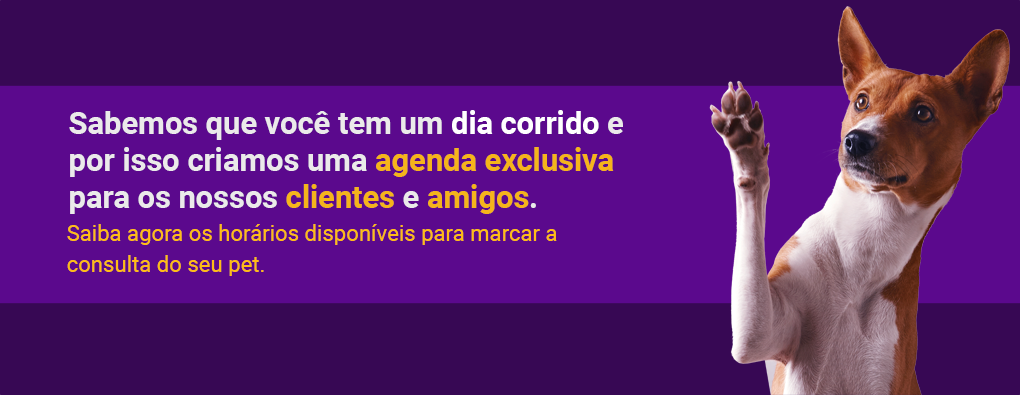 Sabemos que você tem um dia corrido e
por isso criamos uma agenda exclusiva
para os nossos clientes e amigos.
Saiba agora os horários disponíveis para marcar a
consulta do seu pet.